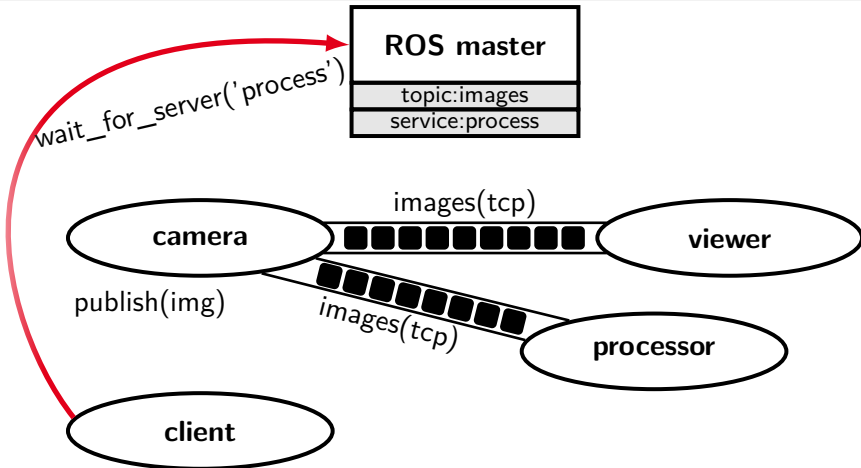 ROS master
topic:images
service:process
wait_for_server('process')
images(tcp)
camera
viewer
publish(img)
images(tcp)
processor
client